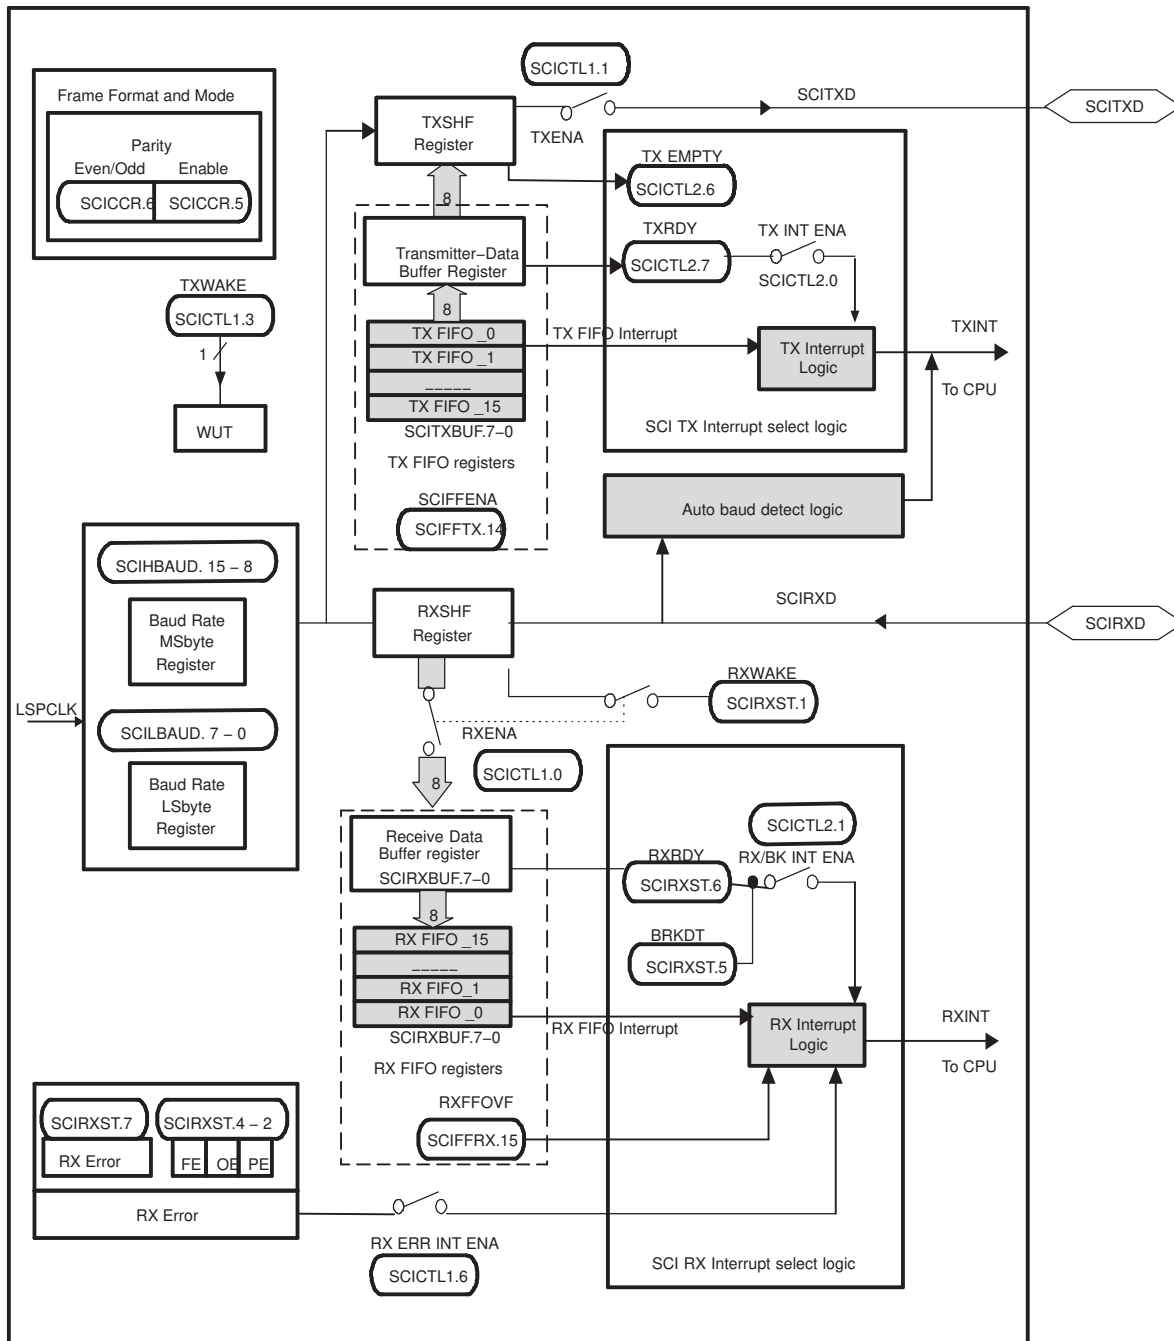 SCICTL1.1
Frame Format and Mode
Parity
Even/Odd Enable
SCICCR.6 SCICCR.5
TXSHF
Register
TXENA
SCITXD
SCITXD
8
TX EMPTY
SCICTL2.6
Transmitter–Data
Buffer Register
TXRDY
SCICTL2.7
TX INT ENA
SCICTL2.0
TXWAKE
SCICTL1.3
1
WUT
8
TX FIFO _0
TX FIFO _1
_____
TX FIFO _15
SCITXBUF.7–0
TX FIFO registers
SCIFFENA
SCIFFTX.14
TX FIFO Interrupt
TX Interrupt
Logic
TXINT
To CPU
SCI TX Interrupt select logic
Auto baud detect logic
SCIHBAUD. 15 – 8
Baud Rate
MSbyte
Register
LSPCLK
SCILBAUD. 7 – 0
Baud Rate
LSbyte
Register
RXSHF
Register
SCIRXD
SCIRXD
RXWAKE
SCIRXST.1
RXENA
SCICTL1.0
8
Receive Data
Buffer register
SCIRXBUF.7–0
8
RX FIFO _15
_____
RX FIFO_1
RX FIFO _0
SCIRXBUF.7–0
RX FIFO registers
RXFFOVF
SCIFFRX.15
SCICTL2.1
RXRDY
SCIRXST.6
RX/BK INT ENA
BRKDT
SCIRXST.5
RX FIFO Interrupt
RX Interrupt
Logic
RXINT
To CPU
SCI RX Interrupt select logic
SCIRXST.7 SCIRXST.4 – 2
RX Error FE OE PE
RX Error
RX ERR INT ENA
SCICTL1.6